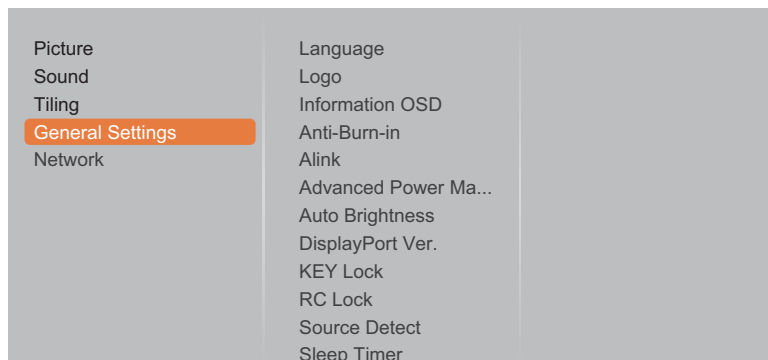 Picture
Sound
Tiling
General Settings
Network
Language
Logo
Information OSD
Anti-Burn-in
Alink
Advanced Power Ma...
Auto Brightness
DisplayPort Ver.
KEY Lock
RC Lock
Source Detect
Sleep Timer